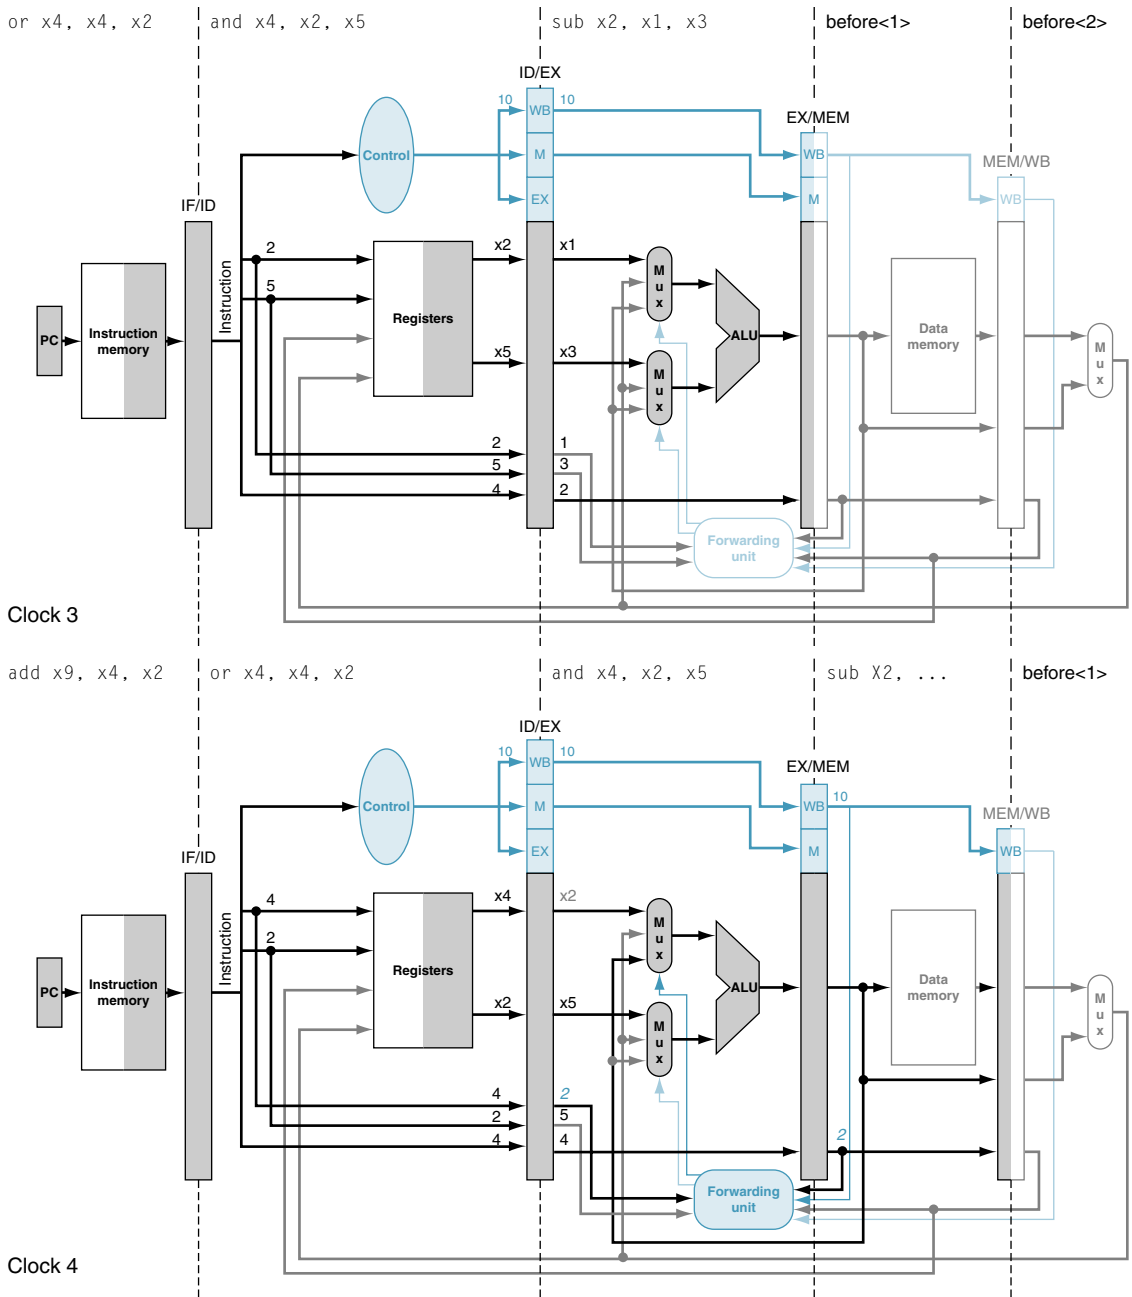 or x4, x4, x2
and x4, x2, x5
sub x2, x1, x3
before<1>
before<2>
ID/EX
10
WB
10
EX/MEM
Control
M
WB
MEM/WB
IF/ID
EX
M
WB
2
x2
x1
M
u
x
Instruction
5
PC
Instruction
memory
Registers
ALU
Data
memory
M
u
x
x5
x3
M
u
x
2
1
5
3
4
2
Forwarding
unit
Clock 3
add x9, x4, x2
or x4, x4, x2
and x4, x2, x5
sub X2, ...
before<1>
ID/EX
10
WB
10
EX/MEM
Control
M
WB
10
MEM/WB
IF/ID
EX
M
WB
4
x4
x2
M
u
x
Instruction
2
PC
Instruction
memory
Registers
ALU
Data
memory
M
u
x
x2
x5
M
u
x
4
2
2
5
4
4
2
Forwarding
unit
Clock 4